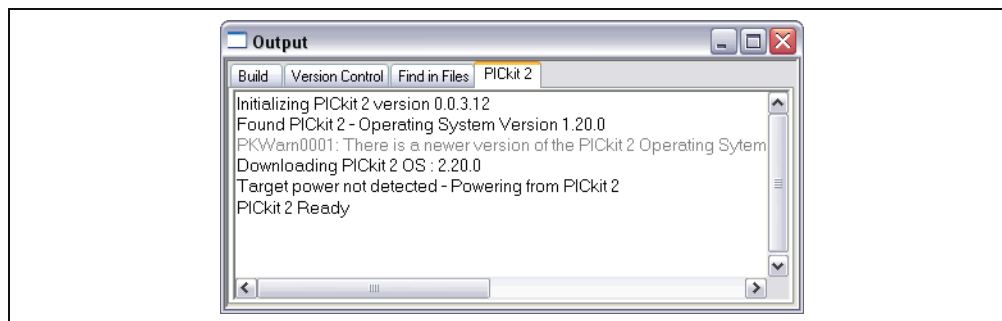 Output
Build Version Control Find in Files PICkit 2
Initializing PICkit 2 version 0.0.3.12
Found PICkit 2 - Operating System Version 1.20.0
PKWarn0001: There is a newer version of the PICkit 2 Operating Sytem
Downloading PICkit 2 OS : 2.20.0
Target power not detected - Powering from PICkit 2
PICkit 2 Ready